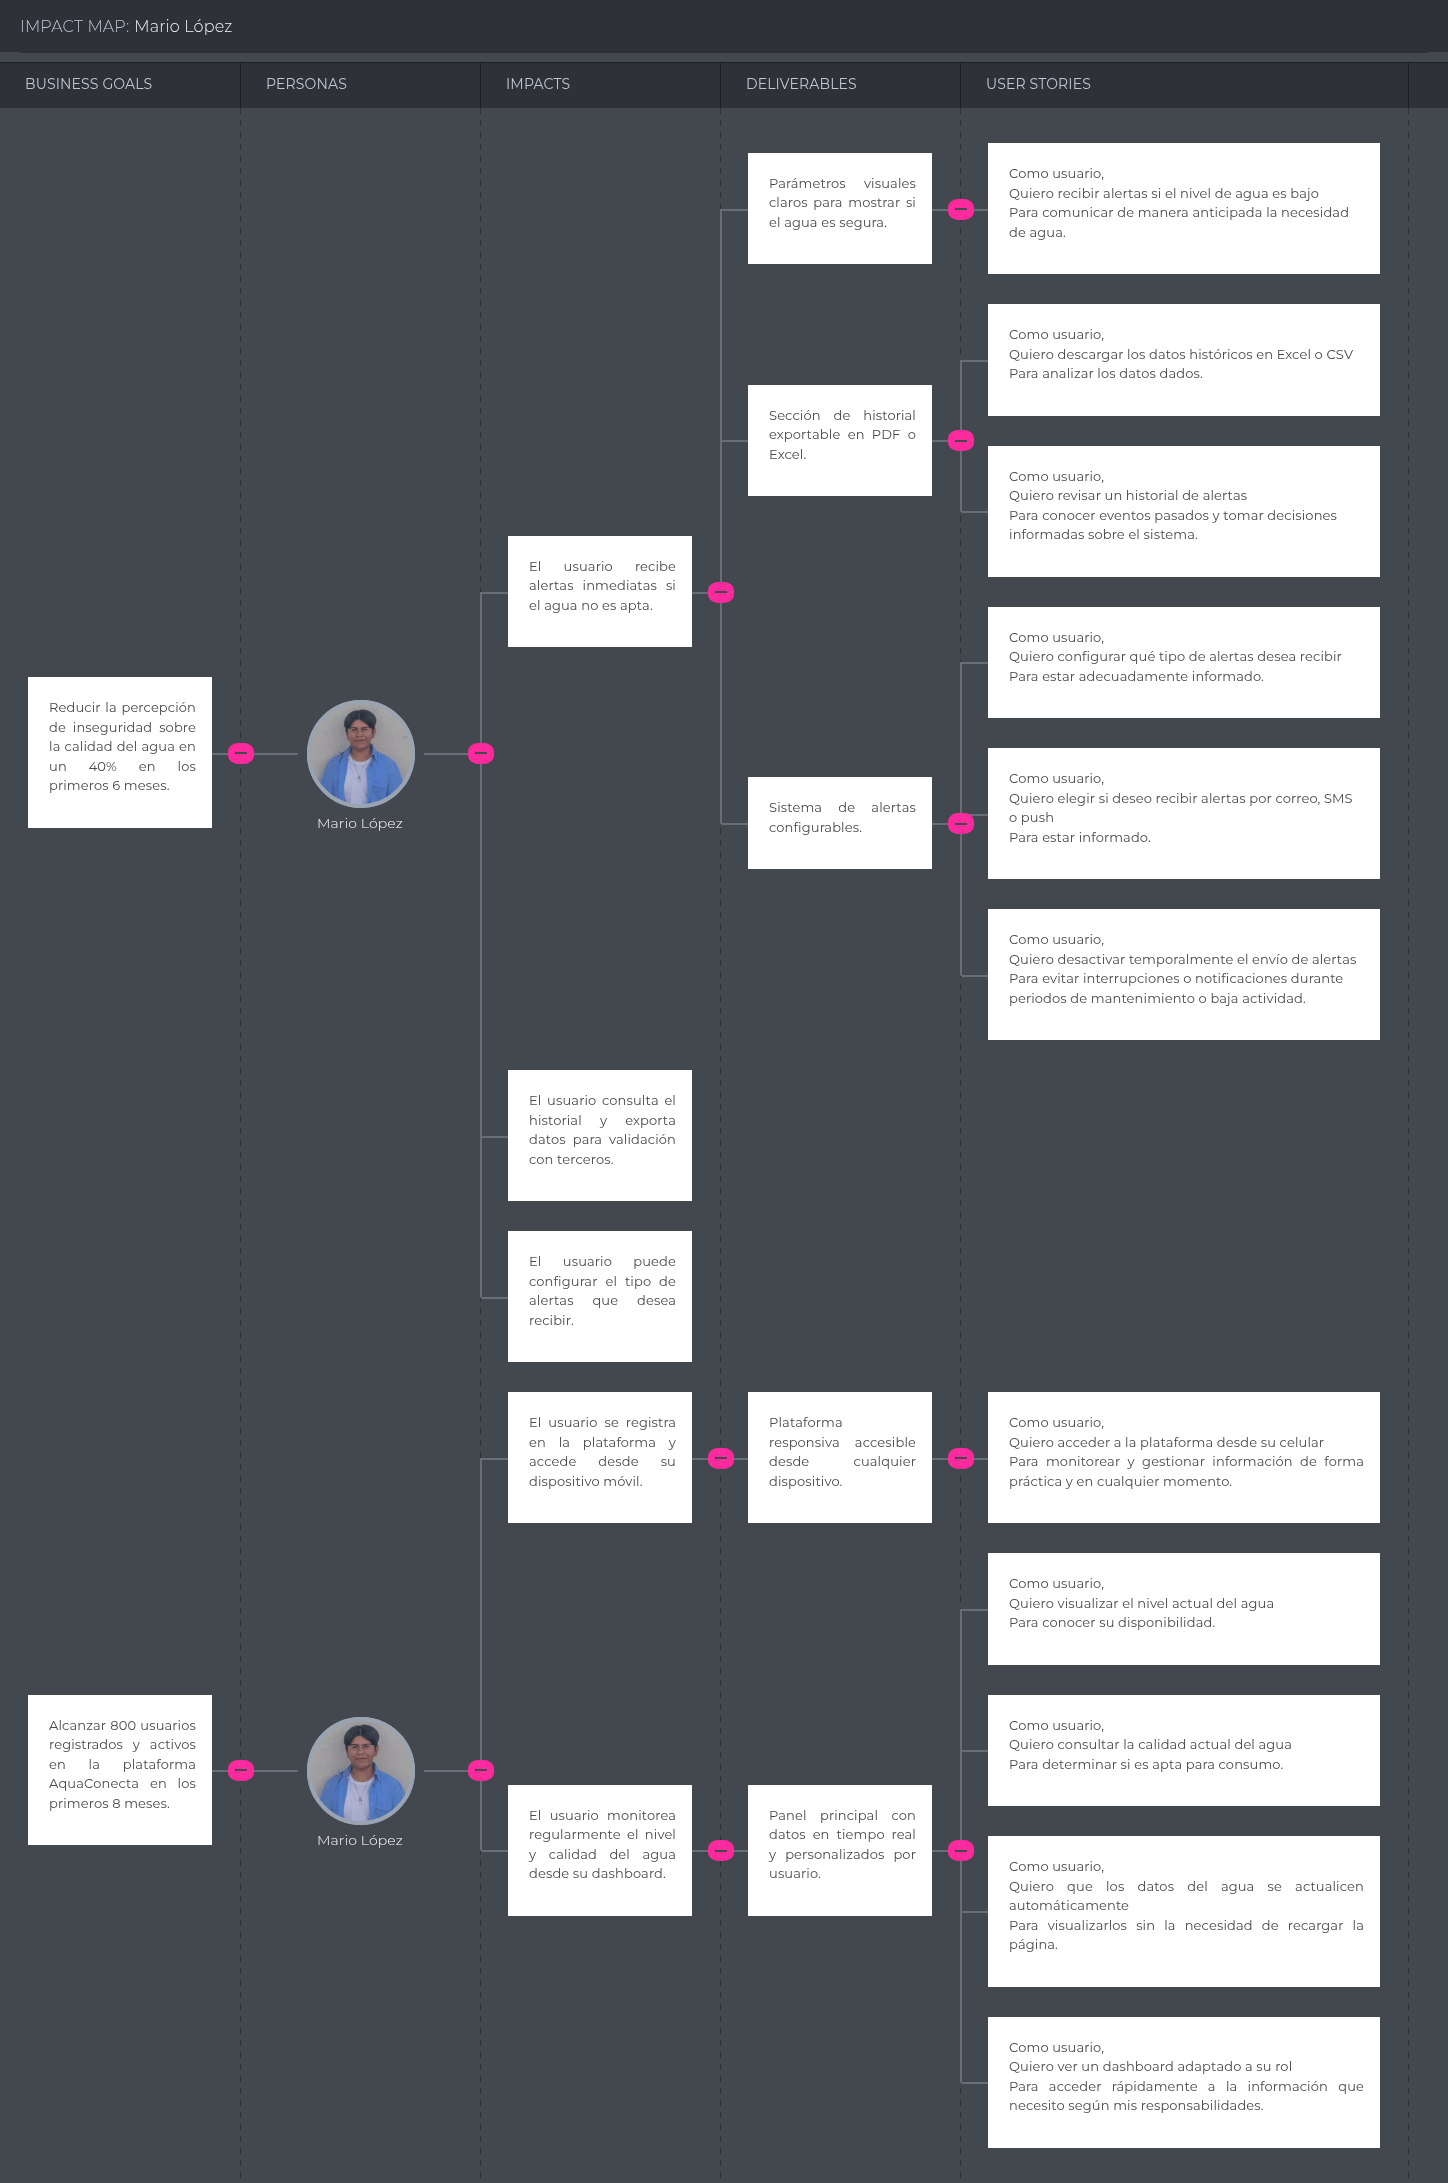 IMPACT MAP: Mario López
BUSINESS GOALS
PERSONAS
IMPACTS
DELIVERABLES
USER STORIES
Reducir la percepción
de inseguridad sobre
la calidad del agua en
un 40% en los
primeros 6 meses.
Mario López
El usuario recibe
alertas inmediatas si
el agua no es apta.
Parámetros visuales
claros para mostrar si
el agua es segura.
Como usuario,
Quiero recibir alertas si el nivel de agua es bajo
Para comunicar de manera anticipada la necesidad
de agua.
Sección de historial
exportable en PDF o
Excel.
Como usuario,
Quiero descargar los datos históricos en Excel o CSV
Para analizar los datos dados.
Como usuario,
Quiero revisar un historial de alertas
Para conocer eventos pasados y tomar decisiones
informadas sobre el sistema.
Sistema de alertas
configurables.
Como usuario,
Quiero configurar qué tipo de alertas desea recibir
Para estar adecuadamente informado.
Como usuario,
Quiero elegir si deseo recibir alertas por correo, SMS
o push
Para estar informado.
Como usuario,
Quiero desactivar temporalmente el envío de alertas
Para evitar interrupciones o notificaciones durante
periodos de mantenimiento o baja actividad.
El usuario consulta el
historial y exporta
datos para validación
con terceros.
El usuario puede
configurar el tipo de
alertas que desea
recibir.
Alcanzar 800 usuarios
registrados y activos
en la plataforma
AquaConecta en los
primeros 8 meses.
Mario López
El usuario se registra
en la plataforma y
accede desde su
dispositivo móvil.
Plataforma
responsiva accesible
desde cualquier
dispositivo.
Como usuario,
Quiero acceder a la plataforma desde su celular
Para monitorear y gestionar información de forma
práctica y en cualquier momento.
El usuario monitorea
regularmente el nivel
y calidad del agua
desde su dashboard.
Panel principal con
datos en tiempo real
y personalizados por
usuario.
Como usuario,
Quiero visualizar el nivel actual del agua
Para conocer su disponibilidad.
Como usuario,
Quiero consultar la calidad actual del agua
Para determinar si es apta para consumo.
Como usuario,
Quiero que los datos del agua se actualicen
automáticamente
Para visualizarlos sin la necesidad de recargar la
página.
Como usuario,
Quiero ver un dashboard adaptado a su rol
Para acceder rápidamente a la información que
necesito según mis responsabilidades.